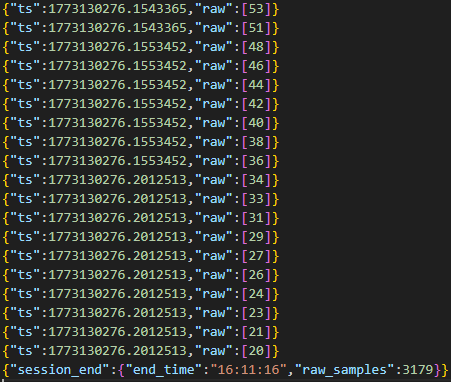 {"ts":1773130276.1543365,"raw":[53]}
{"ts":1773130276.1543365,"raw":[51]}
{"ts":1773130276.1553452,"raw":[48]}
{"ts":1773130276.1553452,"raw":[46]}
{"ts":1773130276.1553452,"raw":[44]}
{"ts":1773130276.1553452,"raw":[42]}
{"ts":1773130276.1553452,"raw":[40]}
{"ts":1773130276.1553452,"raw":[38]}
{"ts":1773130276.1553452,"raw":[36]}
{"ts":1773130276.2012513,"raw":[34]}
{"ts":1773130276.2012513,"raw":[33]}
{"ts":1773130276.2012513,"raw":[31]}
{"ts":1773130276.2012513,"raw":[29]}
{"ts":1773130276.2012513,"raw":[27]}
{"ts":1773130276.2012513,"raw":[26]}
{"ts":1773130276.2012513,"raw":[24]}
{"ts":1773130276.2012513,"raw":[23]}
{"ts":1773130276.2012513,"raw":[21]}
{"ts":1773130276.2012513,"raw":[20]}
{"session_end":{"end_time":"16:11:16","raw_samples":3179}}